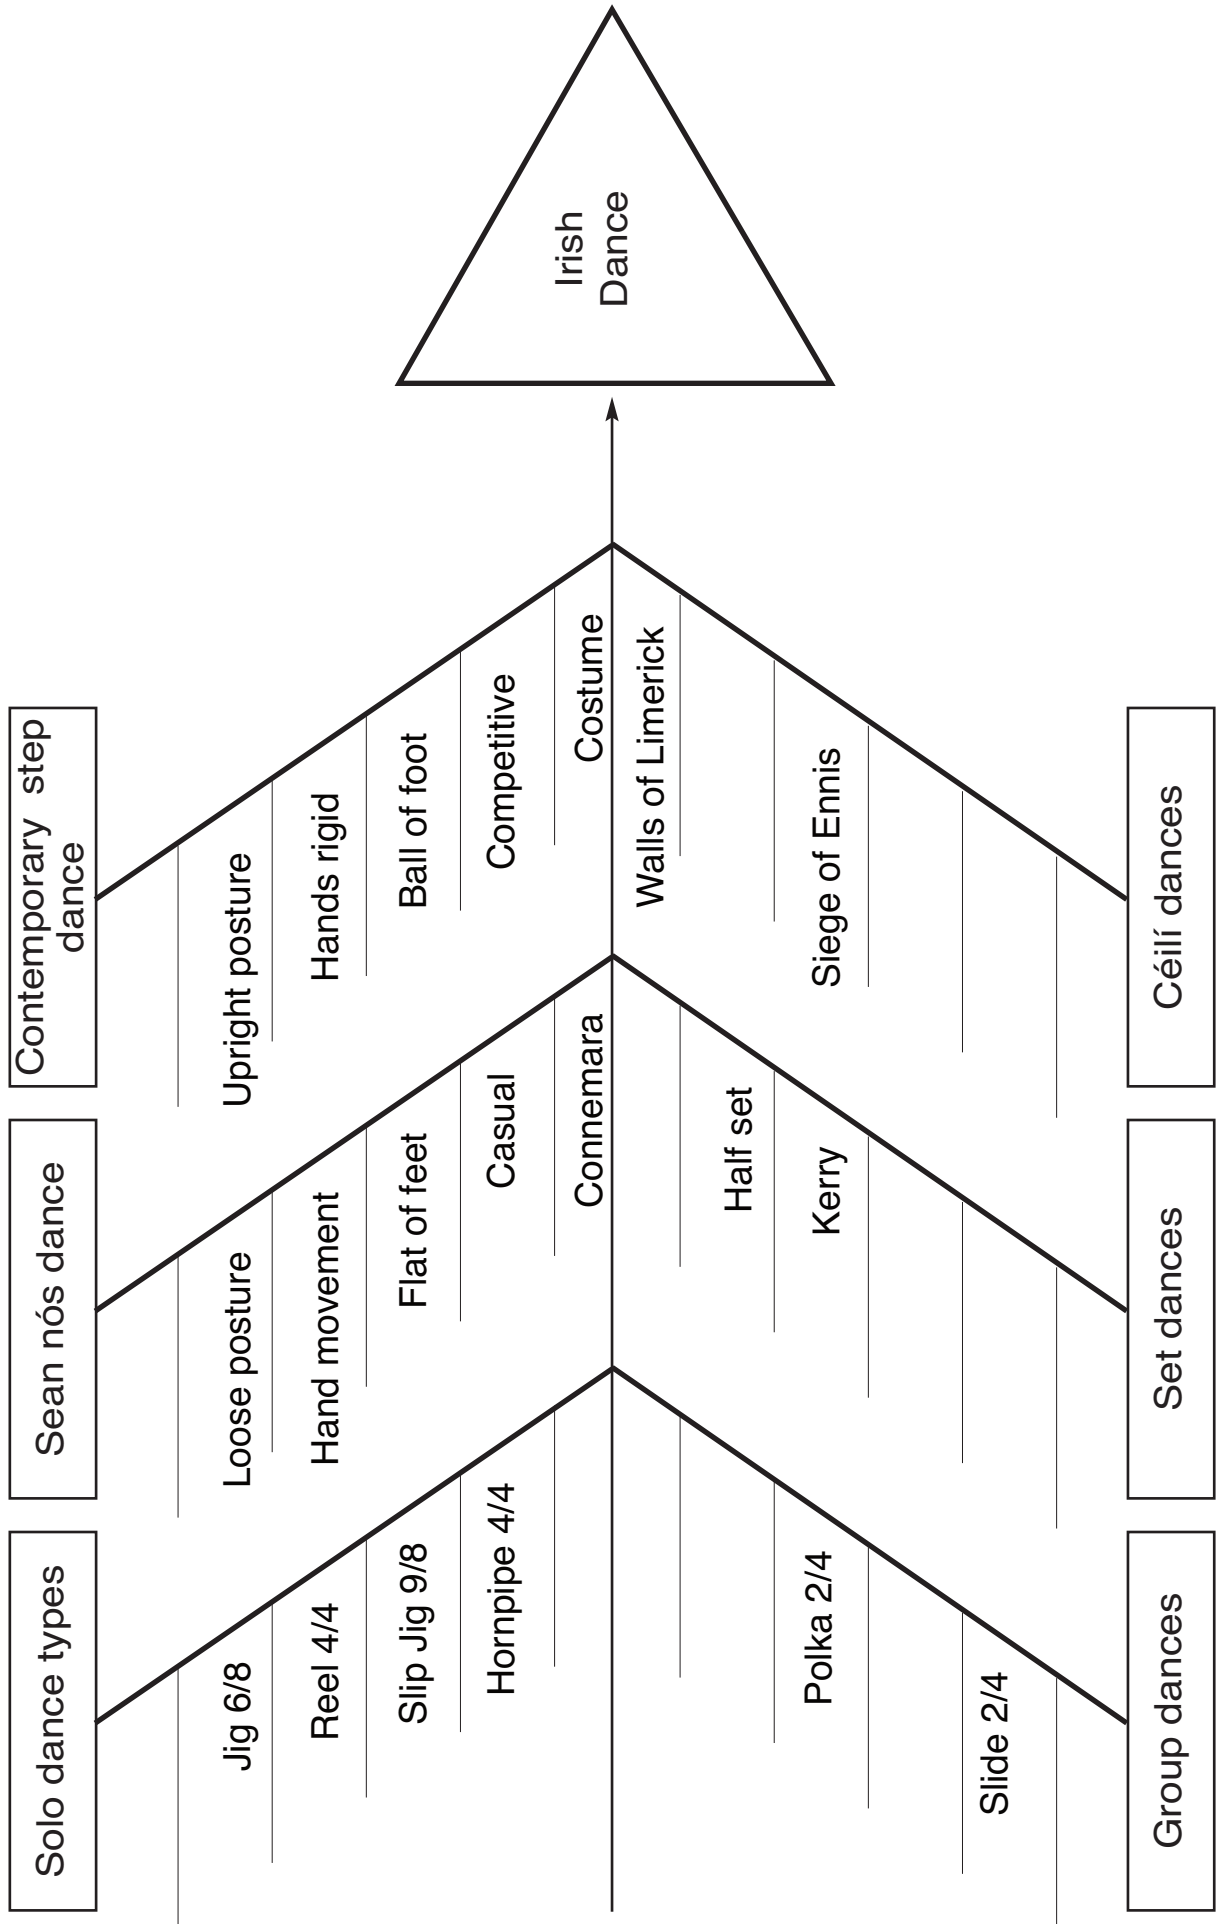 Solo dance types
Sean nós dance
Contemporary step
dance
Jig 6/8
Reel 4/4
Slip Jig 9/8
Hornpipe 4/4
Loose posture
Hand movement
Flat of feet
Casual
Connemara
Upright posture
Hands rigid
Ball of foot
Competitive
Costume
Irish
Dance
Polka 2/4
Slide 2/4
Half set
Kerry
Walls of Limerick
Siege of Ennis
Group dances
Set dances
Céilí dances